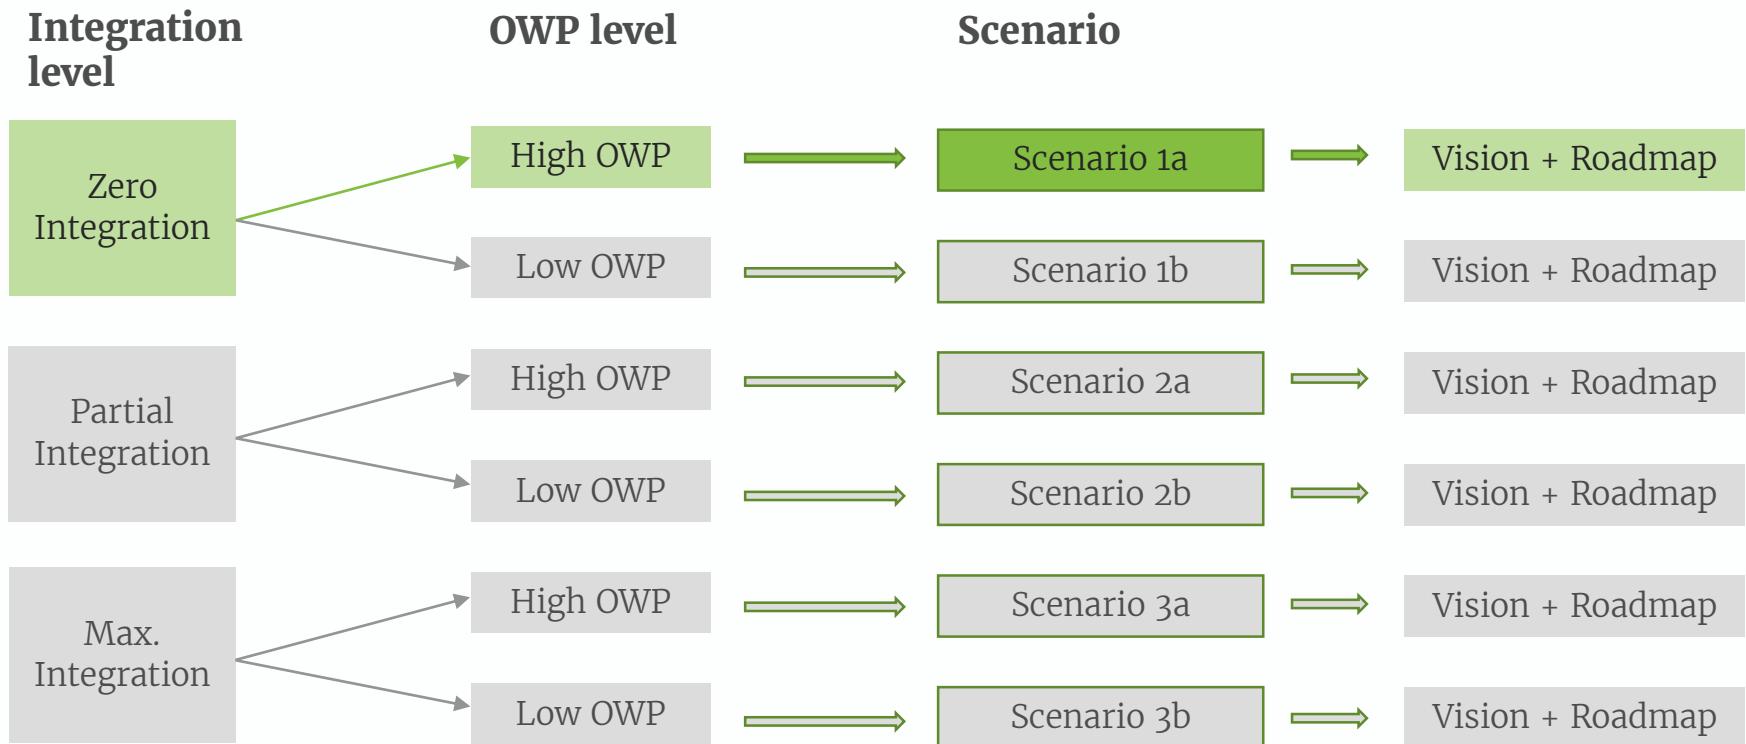 Integration
level
OWP level
Scenario
Zero
Integration
High OWP
Scenario 1a
Vision + Roadmap
Low OWP
Scenario 1b
Vision + Roadmap
Partial
Integration
High OWP
Scenario 2a
Vision + Roadmap
Low OWP
Scenario 2b
Vision + Roadmap
Max.
Integration
High OWP
Scenario 3a
Vision + Roadmap
Low OWP
Scenario 3b
Vision + Roadmap